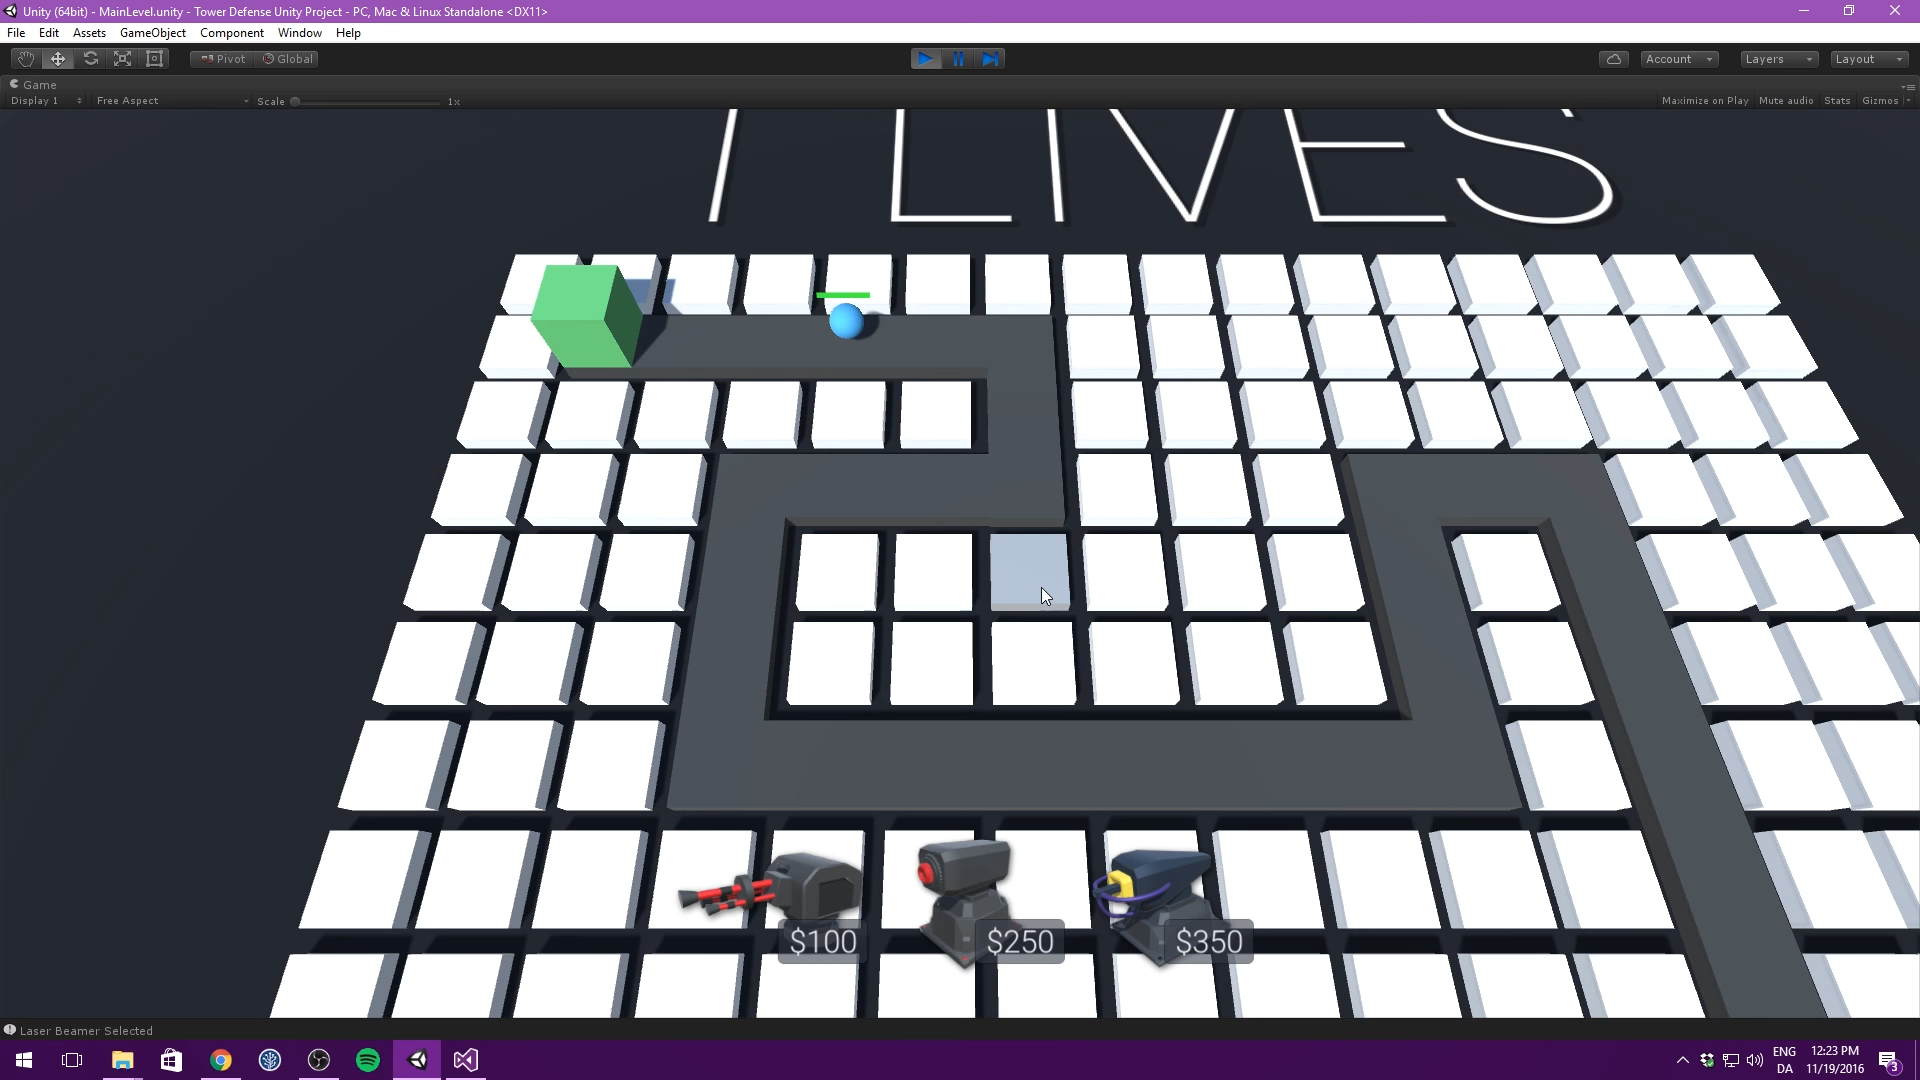 Unity (64bit) - MainLevel.unity - Tower Defense Unity Project - PC, Mac & Linux Standalone <DX11>
File Edit Assets GameObject Component Window Help
Pivot Global Account Layers Layout
Game
Display 1 Free Aspect Scale 1x Maximize on Play Mute audio Stats Gizmos
LIVES
$100 $250 $350
Laser Beamer Selected
ENG 12:23 PM
DA 11/19/2016 3